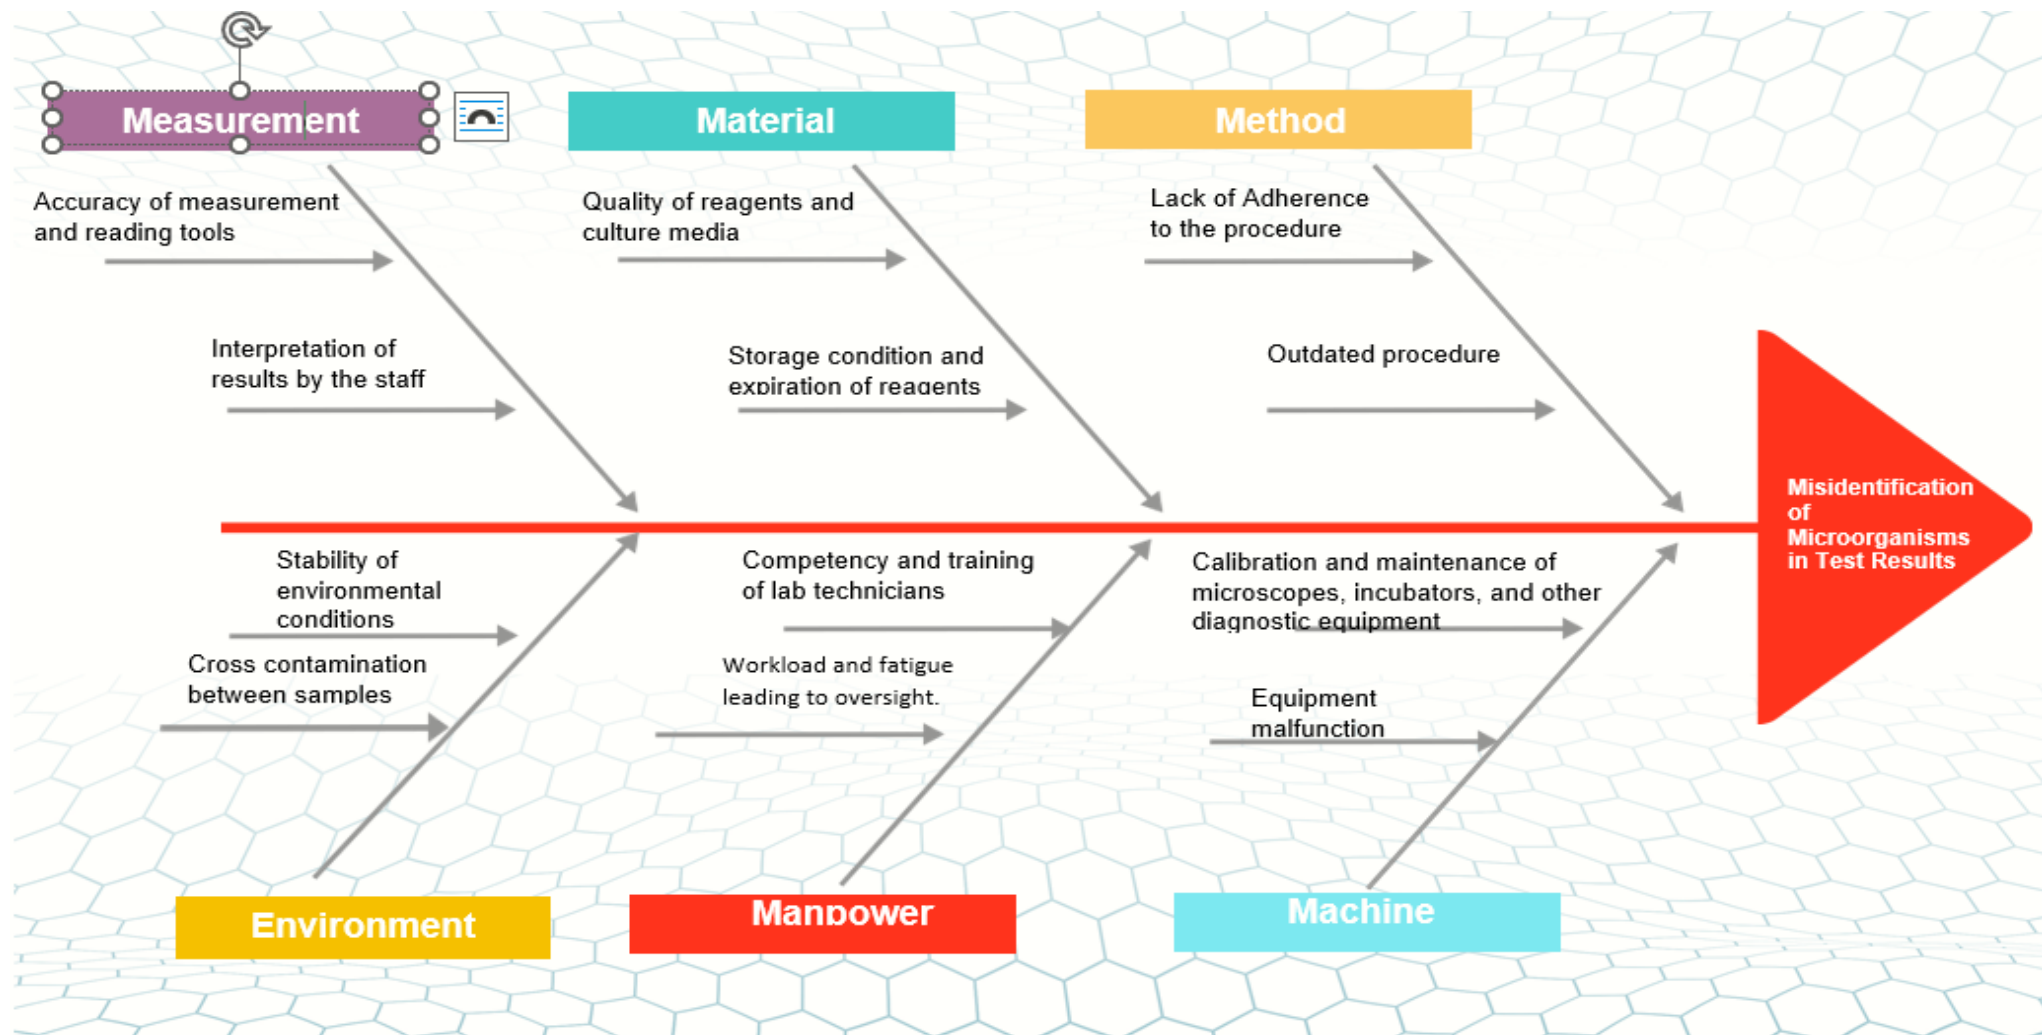 Measurement
Material
Method
Accuracy of measurement
and reading tools
Quality of reagents and
culture media
Lack of Adherence
to the procedure
Interpretation of
results by the staff
Storage condition and
expiration of reagents
Outdated procedure
Misidentification
of
Microorganisms
in Test Results
Stability of
environmental
conditions
Competency and training
of lab technicians
Calibration and maintenance of
microscopes, incubators, and other
diagnostic equipment
Cross contamination
between samples
Workload and fatigue
leading to oversight.
Equipment
malfunction
Environment
Manpower
Machine